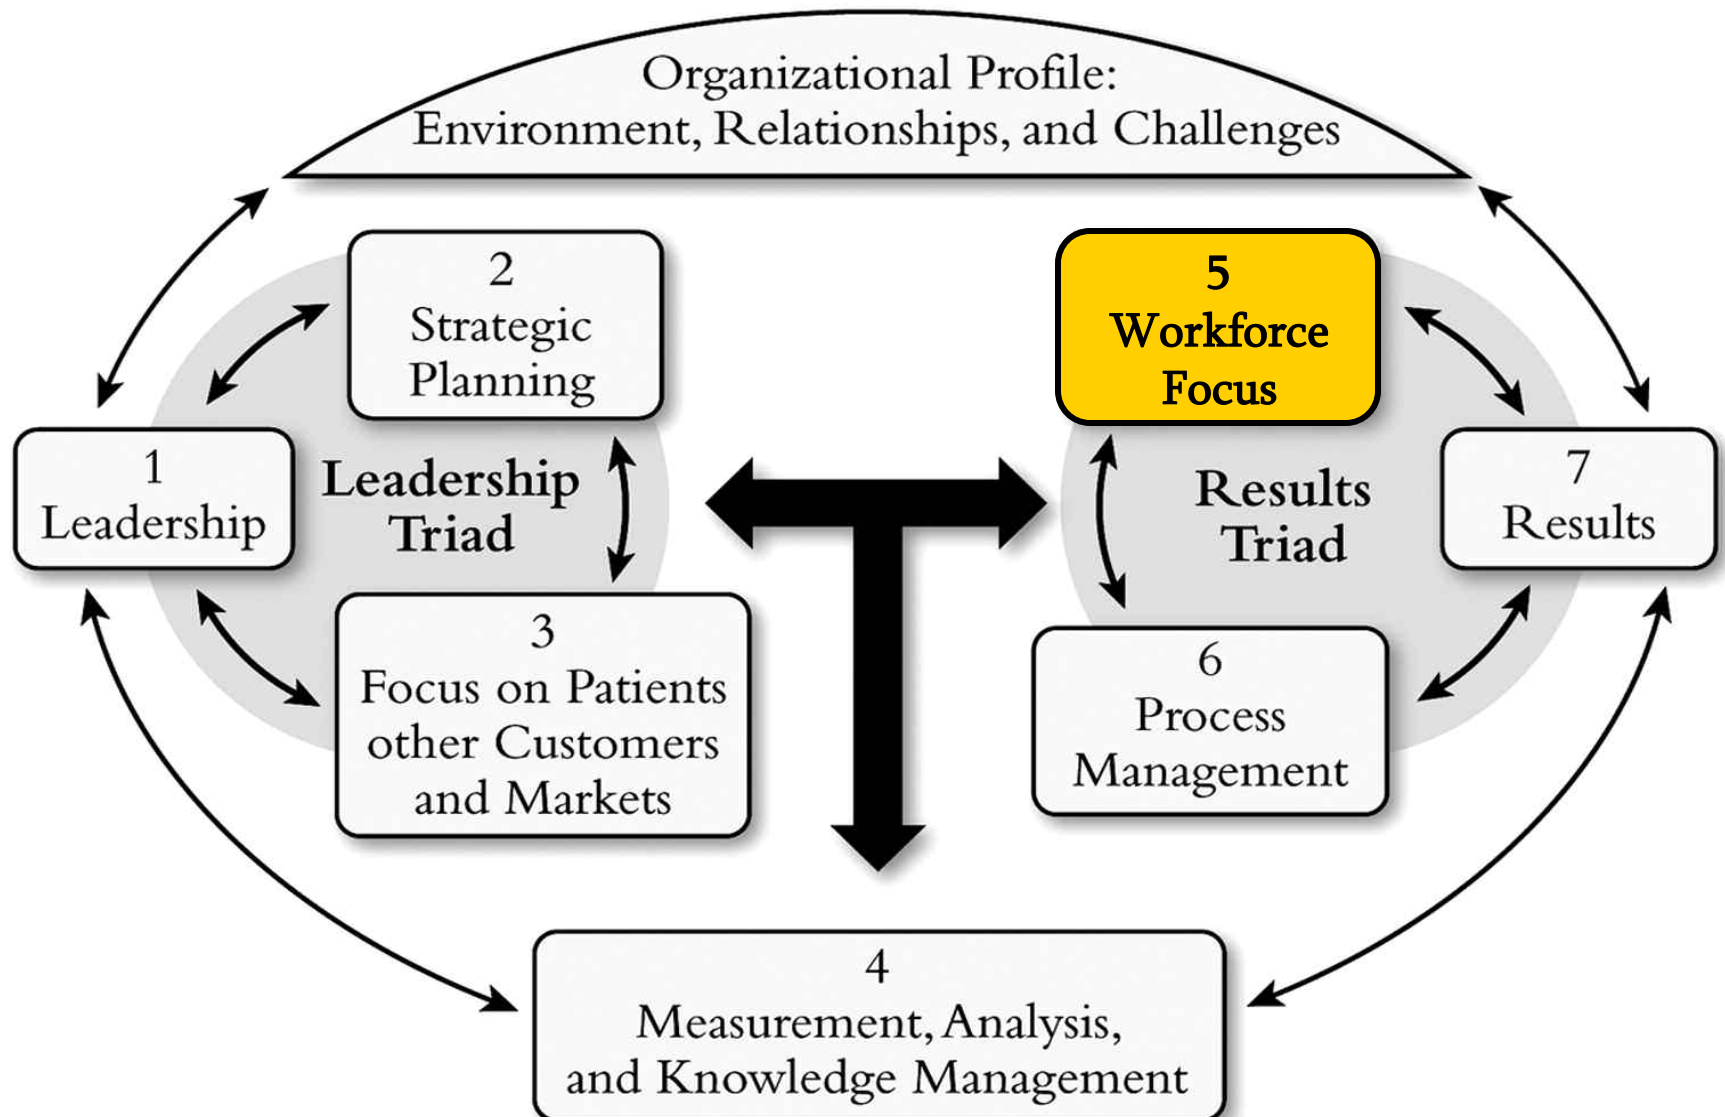 Organizational Profile:
Environment, Relationships, and Challenges
2
Strategic
Planning
5
Workforce
Focus
1
Leadership
Leadership
Triad
Results
Triad
7
Results
3
Focus on Patients
other Customers
and Markets
6
Process
Management
4
Measurement, Analysis,
and Knowledge Management